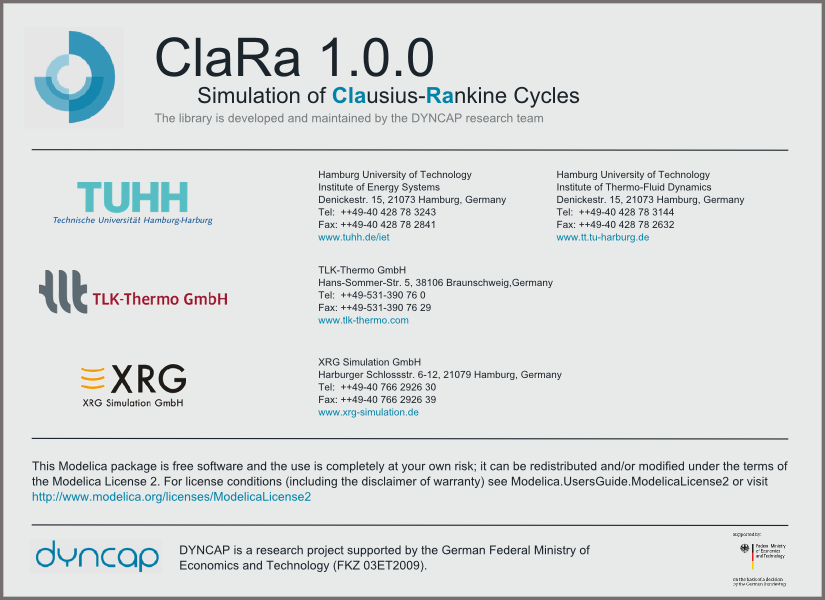 ClaRa 1.0.0
Simulation of Clausius-Rankine Cycles
The library is developed and maintained by the DYNCAP research team
TUHH
Technische Universität Hamburg-Harburg
Hamburg University of Technology
Institute of Energy Systems
Denickestr. 15, 21073 Hamburg, Germany
Tel: ++49-40 428 78 3243
Fax: ++49-40 428 78 2841
www.tuhh.de/iet
Hamburg University of Technology
Institute of Thermo-Fluid Dynamics
Denickestr. 15, 21073 Hamburg, Germany
Tel: ++49-40 428 78 3144
Fax: ++49-40 428 78 2632
www.tt.tu-harburg.de
tlt TLK-Thermo GmbH
TLK-Thermo GmbH
Hans-Sommer-Str. 5, 38106 Braunschweig,Germany
Tel: ++49-531-390 76 0
Fax: ++49-531-390 76 29
www.tlk-thermo.com
XRG
XRG Simulation GmbH
XRG Simulation GmbH
Harburger Schlossstr. 6-12, 21079 Hamburg, Germany
Tel: ++49-40 766 2926 30
Fax: ++49-40 766 2926 39
www.xrg-simulation.de
This Modelica package is free software and the use is completely at your own risk; it can be redistributed and/or modified under the terms of
the Modelica License 2. For license conditions (including the disclaimer of warranty) see Modelica.UsersGuide.ModelicaLicense2 or visit
http://www.modelica.org/licenses/ModelicaLicense2
dyncap
DYNCAP is a research project supported by the German Federal Ministry of
Economics and Technology (FKZ 03ET2009).
supported by:
Federal Ministry
of Economics
and Technology
on the basis of a decision
by the German Bundestag